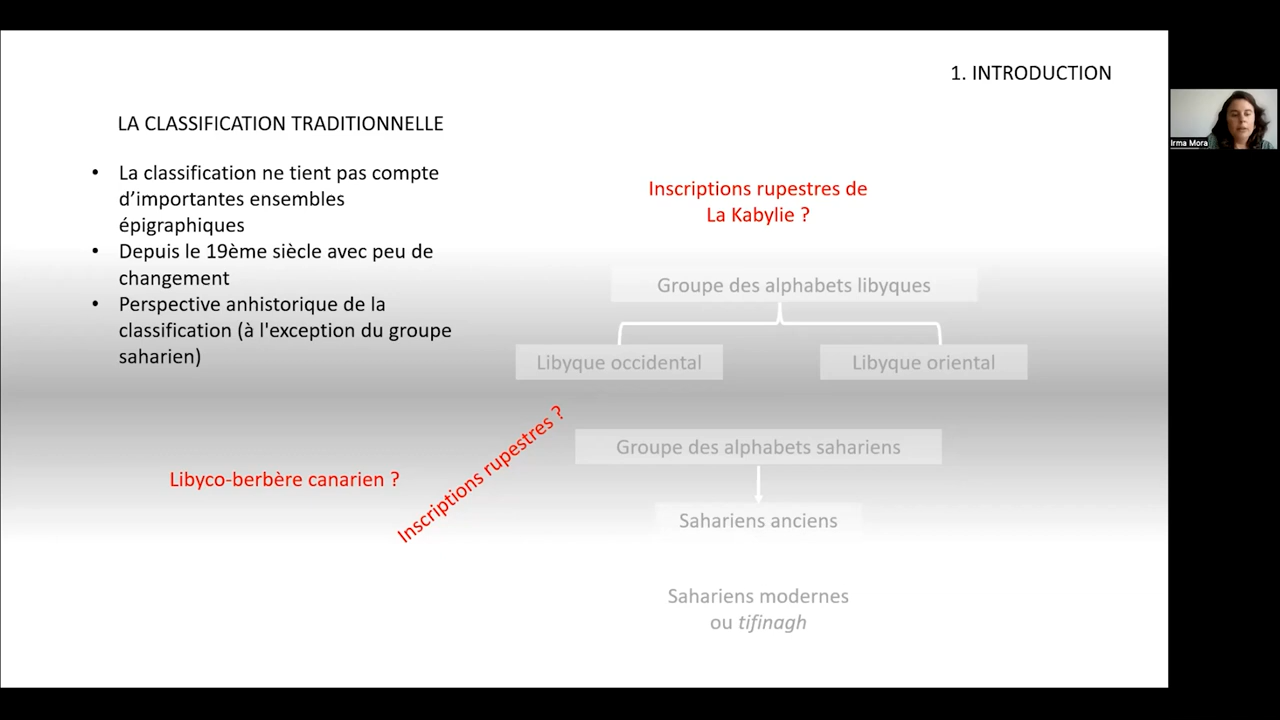 1. INTRODUCTION
LA CLASSIFICATION TRADITIONNELLE
• La classification ne tient pas compte
d’importantes ensembles
épigraphiques
• Depuis le 19ème siècle avec peu de
changement
• Perspective anhistorique de la
classification (à l'exception du groupe
saharien)
Inscriptions rupestres de
La Kabylie ?
Groupe des alphabets libyques
Libyque occidental
Libyque oriental
Inscriptions rupestres ?
Libyco-berbère canarien ?
Groupe des alphabets sahariens
Sahariens anciens
Sahariens modernes
ou tifinagh
Irma Mora